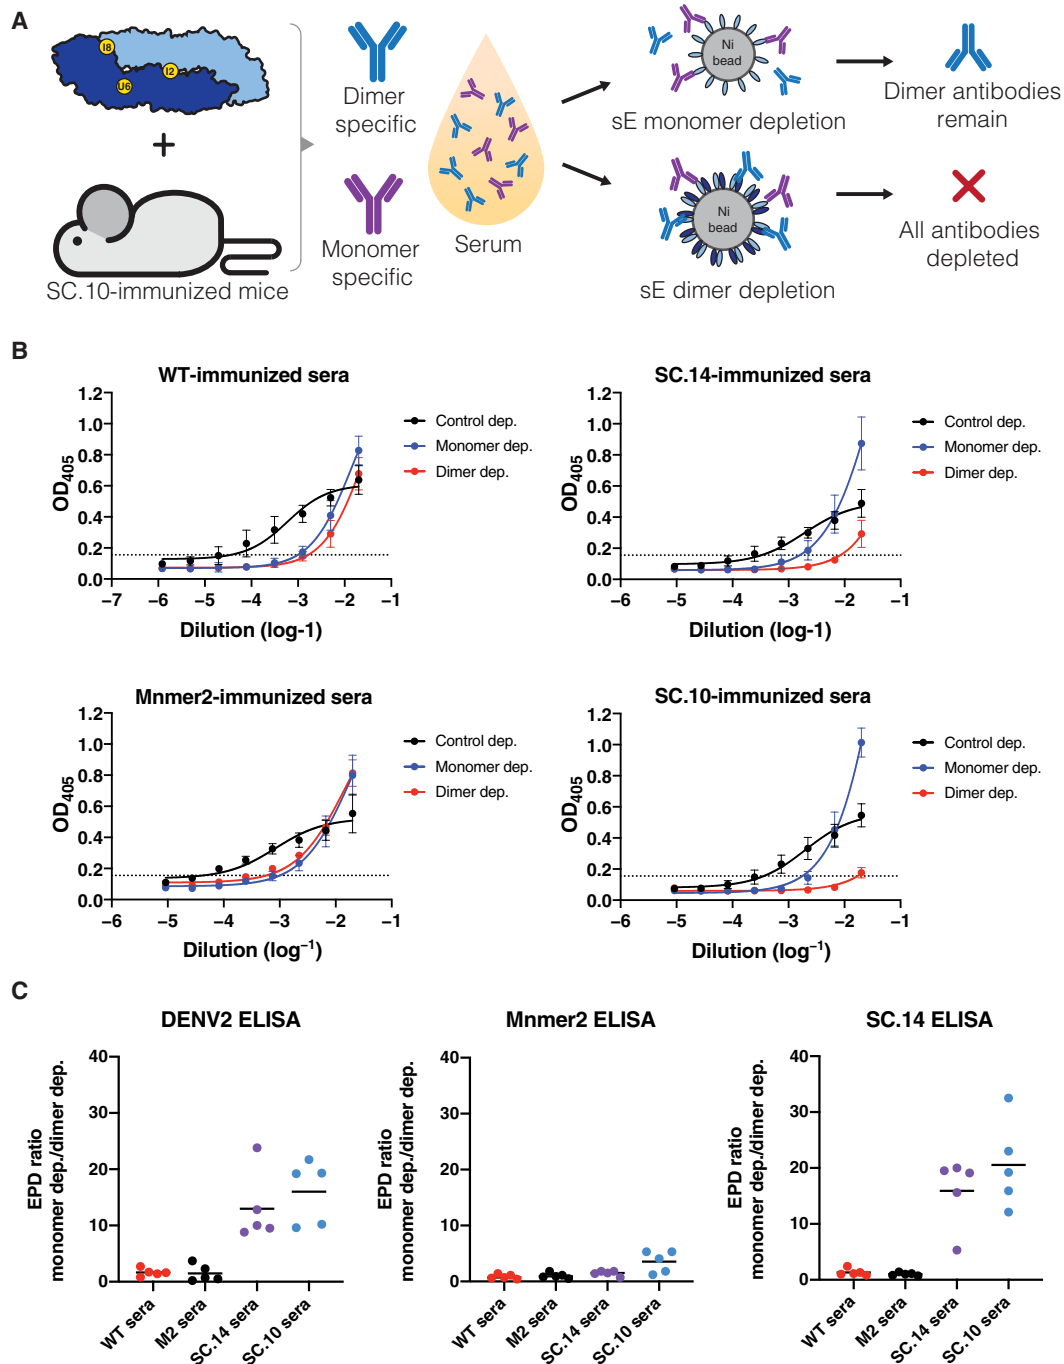 A
I8
I2
U6
+
SC.10-immunized mice
Dimer
specific
Monomer
specific
Serum
Ni
bead
sE monomer depletion
Dimer antibodies
remain
Ni
bead
sE dimer depletion
All antibodies
depleted
B
WT-immunized sera
1.2
1.0
0.8
0.6
0.4
0.2
0.0
OD405
−7 −6 −5 −4 −3 −2 −1
Dilution (log-1)
Control dep.
Monomer dep.
Dimer dep.
SC.14-immunized sera
1.2
1.0
0.8
0.6
0.4
0.2
0.0
OD405
−6 −5 −4 −3 −2 −1
Dilution (log-1)
Control dep.
Monomer dep.
Dimer dep.
Mnmer2-immunized sera
1.2
1.0
0.8
0.6
0.4
0.2
0.0
OD405
−6 −5 −4 −3 −2 −1
Dilution (log−1)
Control dep.
Monomer dep.
Dimer dep.
SC.10-immunized sera
1.2
1.0
0.8
0.6
0.4
0.2
0.0
OD405
−6 −5 −4 −3 −2 −1
Dilution (log−1)
Control dep.
Monomer dep.
Dimer dep.
C
DENV2 ELISA
EPD ratio
monomer dep./dimer dep.
40
30
20
10
0
WT sera
M2 sera
SC.14 sera
SC.10 sera
Mnmer2 ELISA
EPD ratio
monomer dep./dimer dep.
40
30
20
10
0
WT sera
M2 sera
SC.14 sera
SC.10 sera
SC.14 ELISA
EPD ratio
monomer dep./dimer dep.
40
30
20
10
0
WT sera
M2 sera
SC.14 sera
SC.10 sera